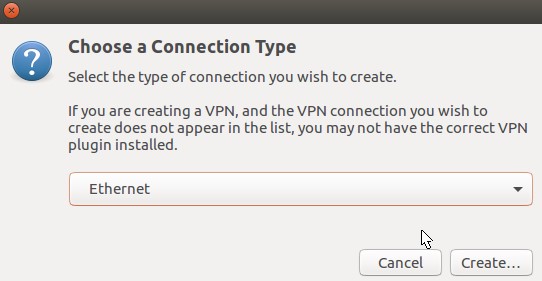 Choose a Connection Type
Select the type of connection you wish to create.
If you are creating a VPN, and the VPN connection you wish to
create does not appear in the list, you may not have the correct VPN
plugin installed.
Ethernet
Cancel
Create...